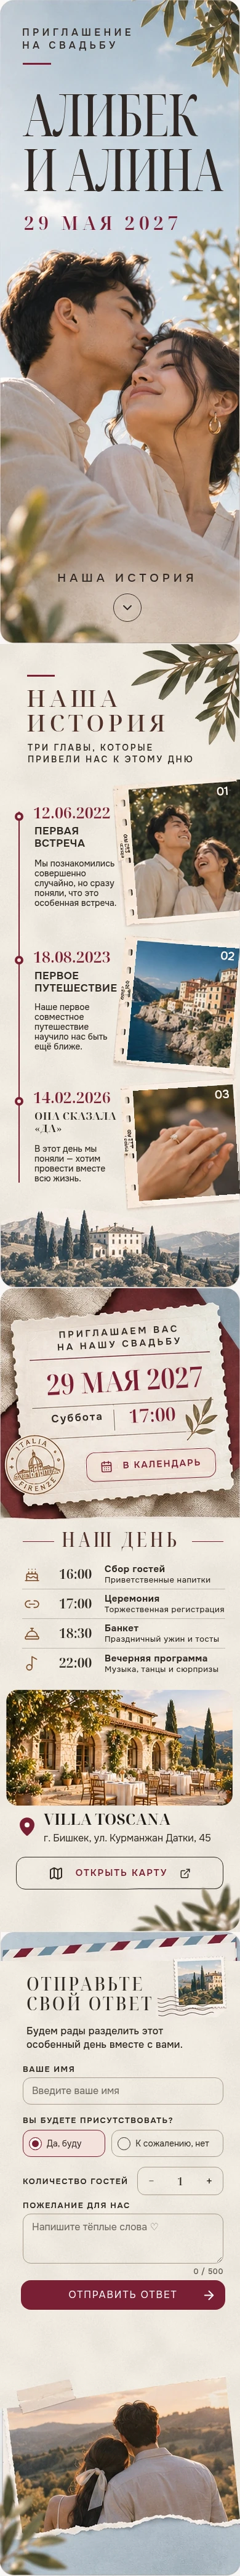 ПРИГЛАШЕНИЕ
НА СВАДЬБУ
АЛИБЕК
И АЛИНА
29 МАЯ 2027
НАША ИСТОРИЯ
НАША
ИСТОРИЯ
ТРИ ГЛАВЫ, КОТОРЫЕ
ПРИВЕЛИ НАС К ЭТОМУ ДНЮ
12.06.2022
ПЕРВАЯ
ВСТРЕЧА
Мы познакомились
совершенно
случайно, но сразу
поняли, что это
особенная встреча.
01
18.08.2023
ПЕРВОЕ
ПУТЕШЕСТВИЕ
Наше первое
совместное
путешествие
научило нас быть
ещё ближе.
02
14.02.2026
ОНА СКАЗАЛА
«ДА»
В этот день мы
поняли — хотим
провести вместе
всю жизнь.
03
ПРИГЛАШАЕМ ВАС
НА НАШУ СВАДЬБУ
29 МАЯ 2027
Суббота 17:00
В КАЛЕНДАРЬ
ITALIA
FIRENZE
НАШ ДЕНЬ
16:00 Сбор гостей
Приветственные напитки
17:00 Церемония
Торжественная регистрация
18:30 Банкет
Праздничный ужин и тосты
22:00 Вечерняя программа
Музыка, танцы и сюрпризы
VILLA TOSCANA
г. Бишкек, ул. Курманжан Датки, 45
ОТКРЫТЬ КАРТУ
ОТПРАВЬТЕ
СВОЙ ОТВЕТ
Будем рады разделить этот
особенный день вместе с вами.
ВАШЕ ИМЯ
Введите ваше имя
ВЫ БУДЕТЕ ПРИСУТСТВОВАТЬ?
Да, буду
К сожалению, нет
КОЛИЧЕСТВО ГОСТЕЙ − 1 +
ПОЖЕЛАНИЕ ДЛЯ НАС
Напишите тёплые слова ♡
0 / 500
ОТПРАВИТЬ ОТВЕТ →